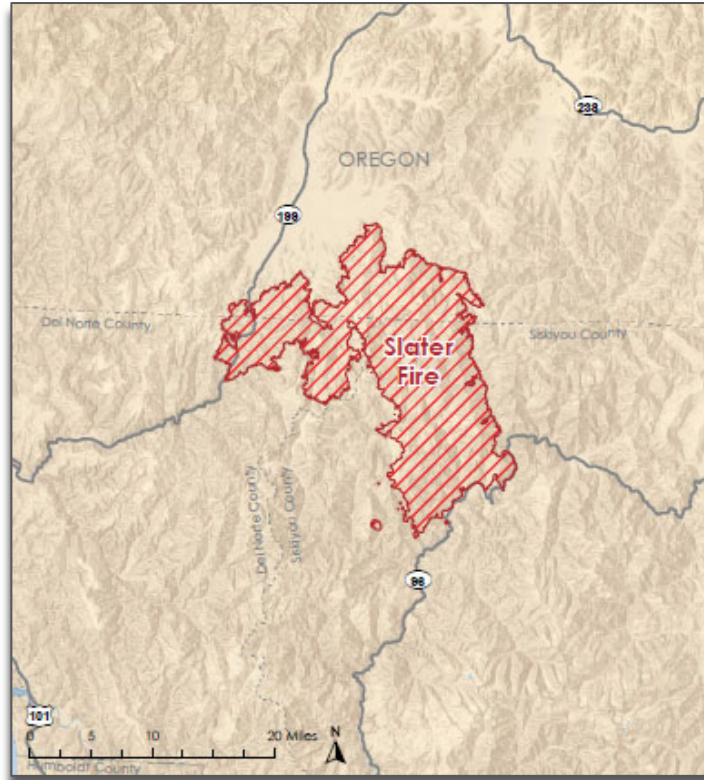 238
OREGON
199
Del Norte County
Siskiyou County
Slater
Fire
Del Norte County
Siskiyou County
96
101
0 5 10 20 Miles
N
Humboldt County